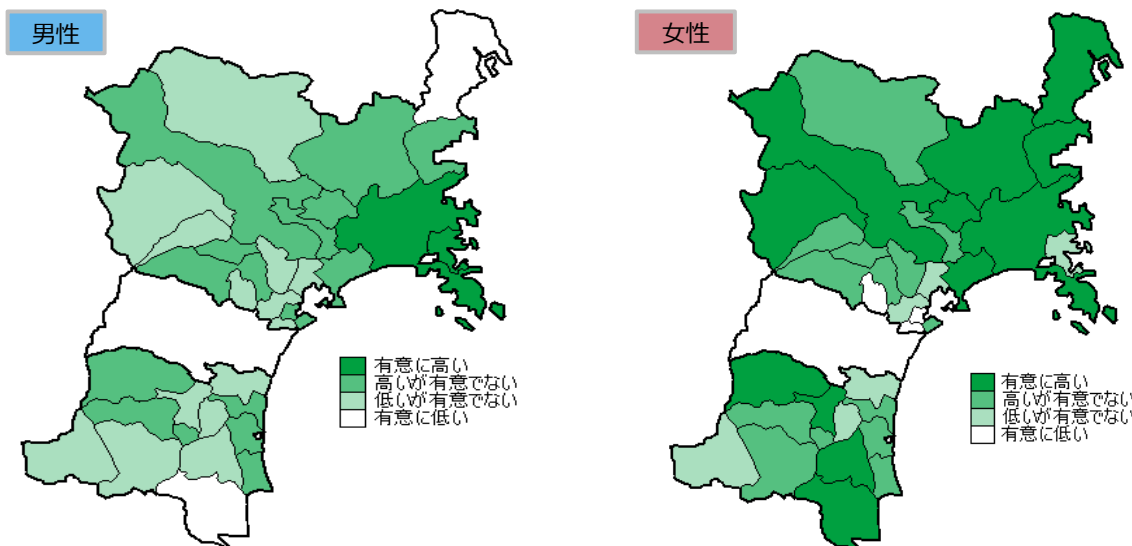 男性
女性
有意に高い
高いが有意でない
低いが有意でない
有意に低い
有意に高い
高いが有意でない
低いが有意でない
有意に低い